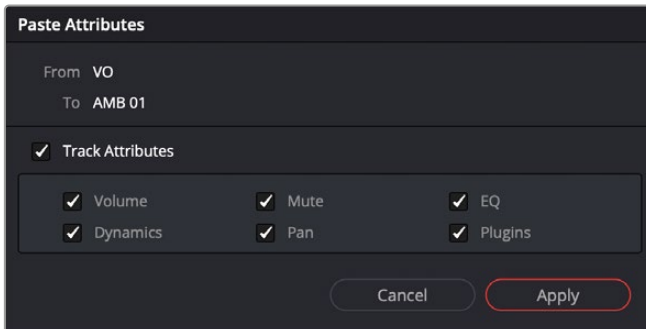 Paste Attributes
From VO
To AMB 01
Track Attributes
Volume Mute EQ
Dynamics Pan Plugins
Cancel Apply